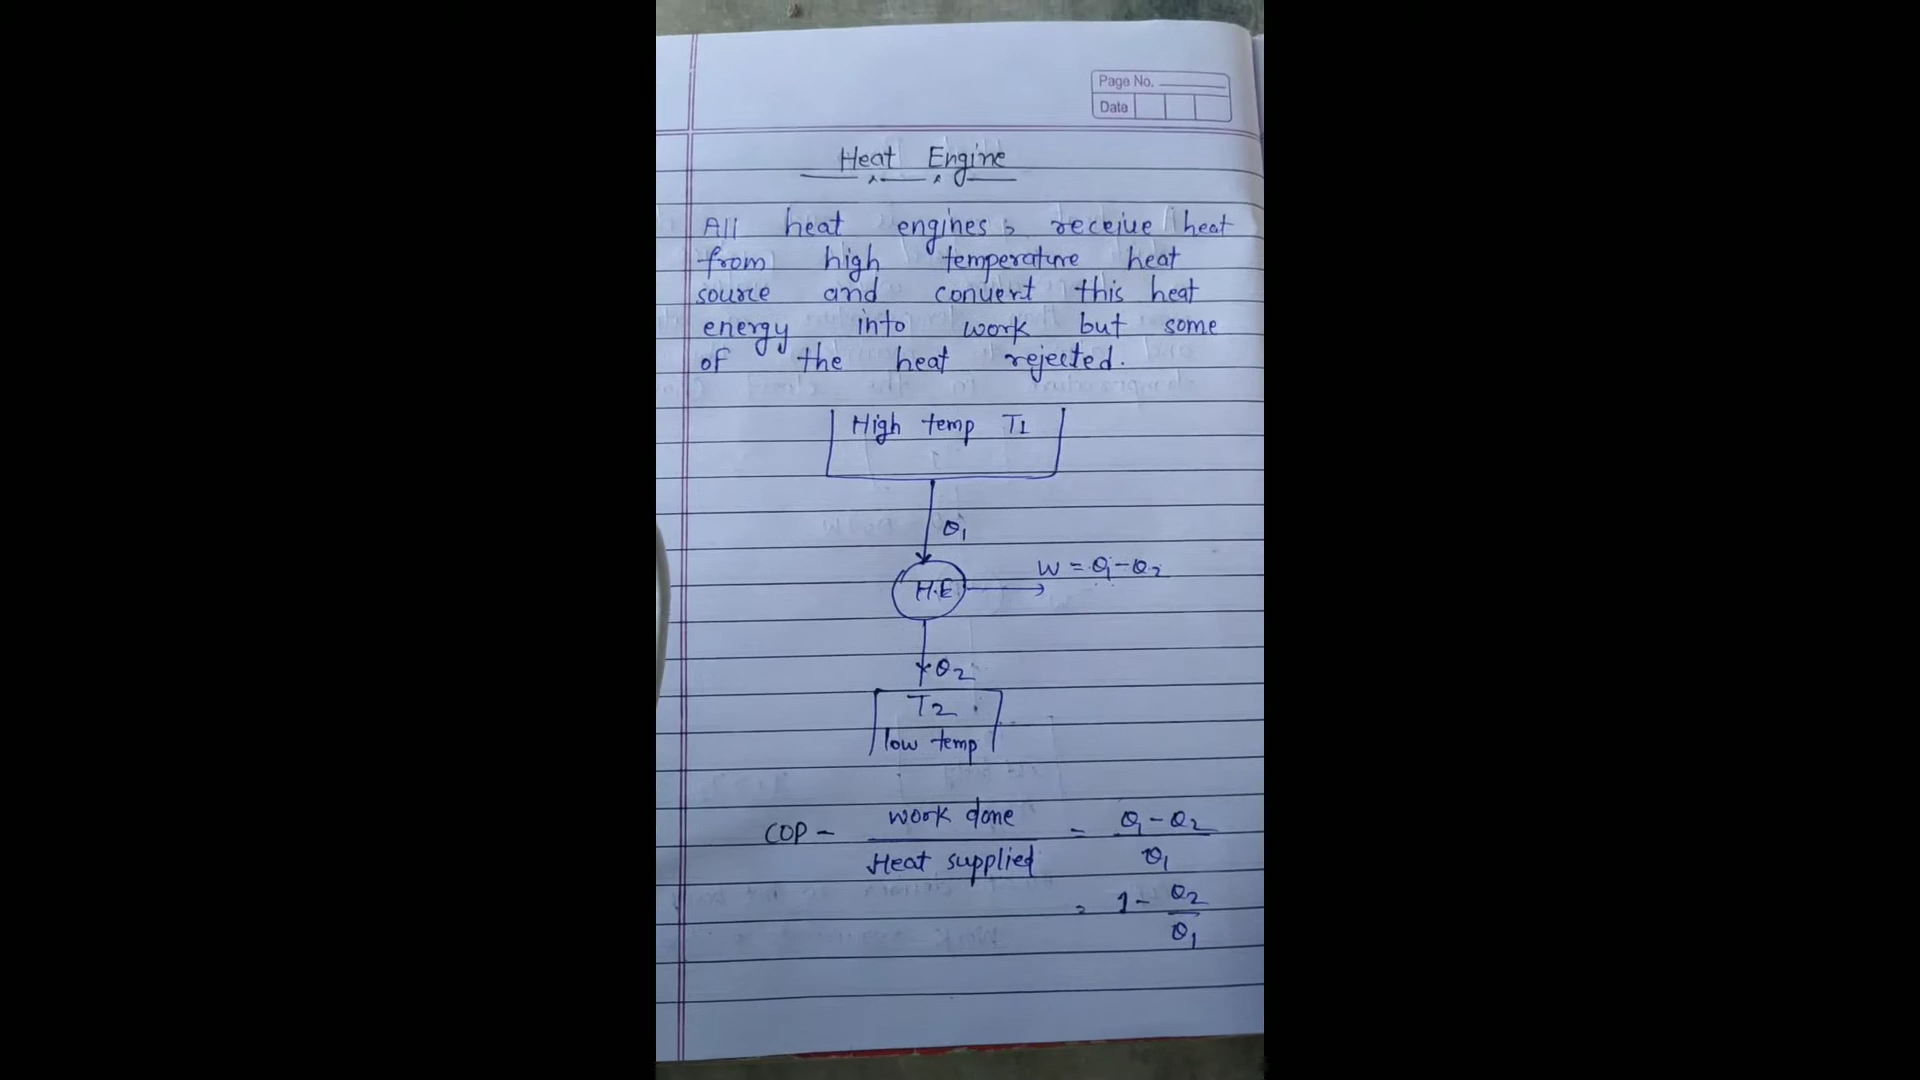 Page No.
Date
Heat Engine
All heat engines, receive heat
from high temperature heat
source and convert this heat
energy into work but some
of the heat rejected.
High temp T1
Q1
H.E
W = Q1-Q2
Q2
T2
low temp
COP - work done / Heat supplied = Q1-Q2 / Q1
= 1- Q2 / Q1